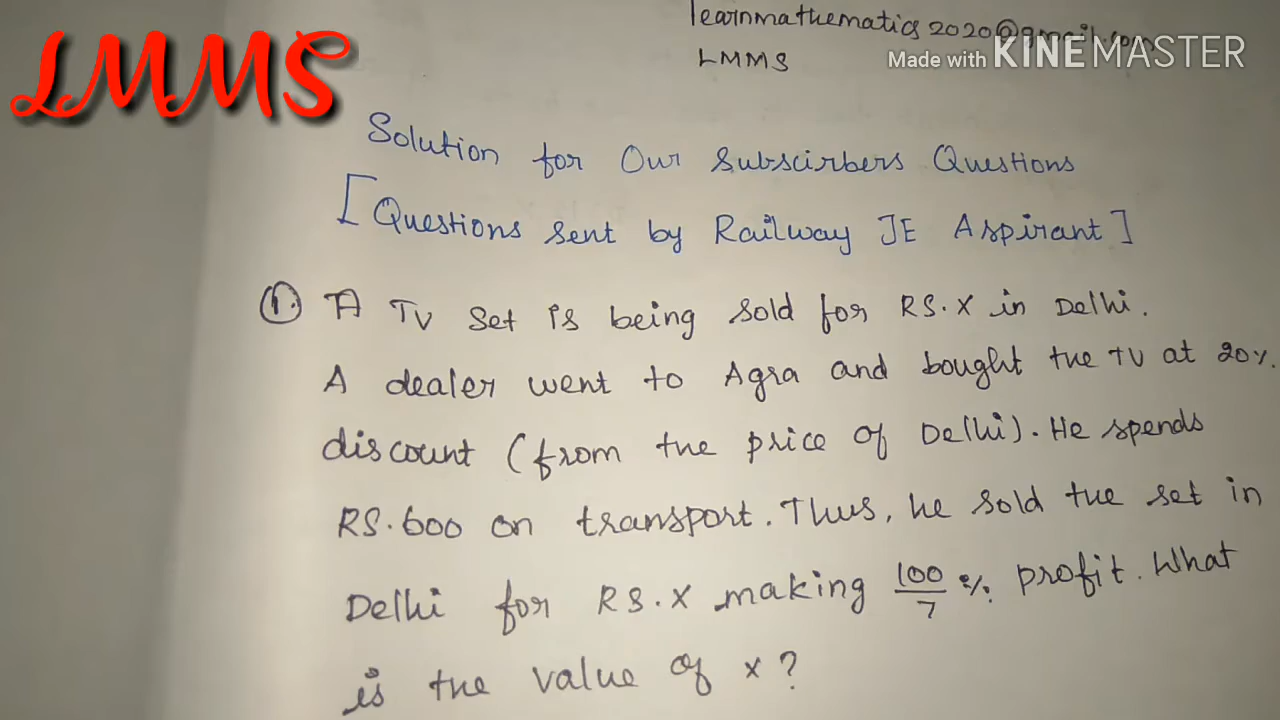 learnmathematics2020@gmail.com
LMMS
Made with KINEMASTER
LMMS
Solution for Our Subscirbers Questions
[Questions sent by Railway JE Aspirant]
1. A TV set is being sold for RS.X in Delhi.
A dealer went to Agra and bought the TV at 20%.
discount (from the price of Delhi). He spends
RS.600 on transport. Thus, he sold the set in
Delhi for RS.X making 100/7 %. profit. What
is the value of x?